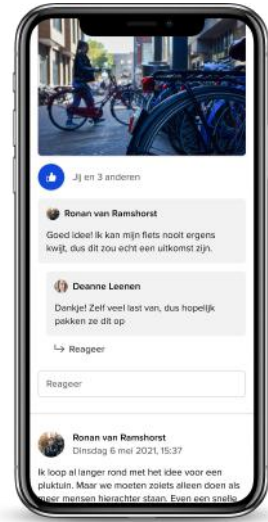 Jij en 3 anderen
Ronan van Ramshorst
Goed idee! Ik kan mijn fiets nooit ergens
kwijt, dus dit zou echt een uitkomst zijn.
Deanne Leenen
Dankje! Zelf veel last van, dus hopelijk
pakken ze dit op
Reageer
Reageer
Ronan van Ramshorst
Dinsdag 6 mei 2021, 15:37
Ik loop al langer rond met het idee voor een
pluktuin. Maar we moeten zoiets alleen doen als
meer mensen hierachter staan. Even een snelle